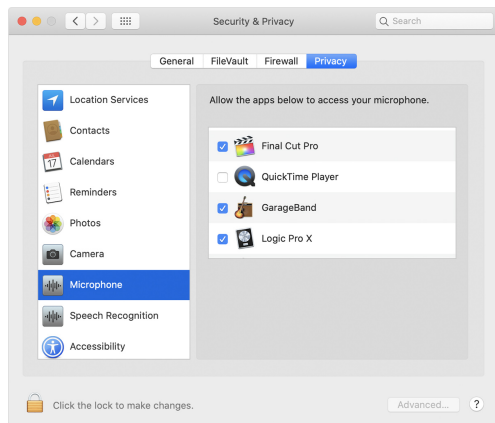 Security & Privacy
Search
General FileVault Firewall Privacy
Location Services
Contacts
17
Calendars
Reminders
Photos
Camera
Microphone
Speech Recognition
Accessibility
Allow the apps below to access your microphone.
Final Cut Pro
QuickTime Player
GarageBand
Logic Pro X
Click the lock to make changes.
Advanced...
?